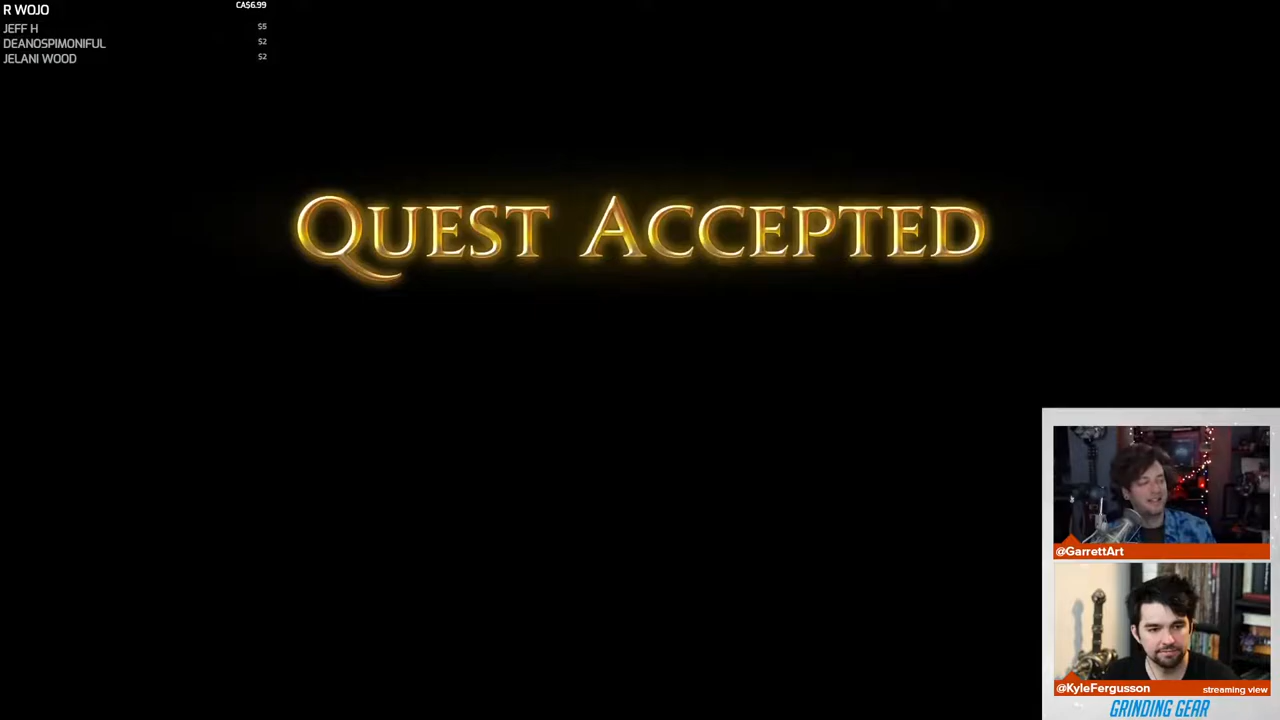 R WOJO CA$6.99
JEFF H $5
DEANOSPIMONIFUL $2
JELANI WOOD $2
QUEST ACCEPTED
@GarrettArt
@KyleFergusson streaming view
GRINDING GEAR